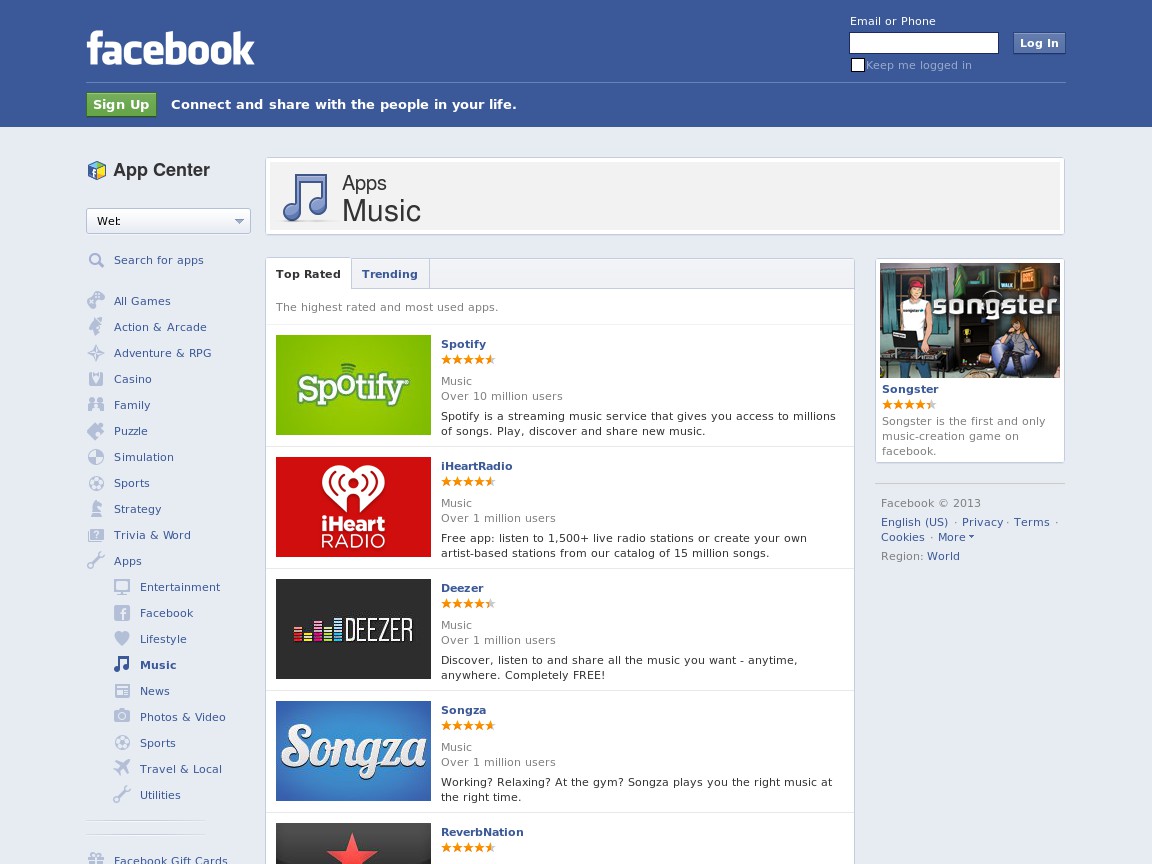 facebook
Email or Phone
Log In
Keep me logged in
Sign Up
Connect and share with the people in your life.
App Center
Web
Search for apps
All Games
Action & Arcade
Adventure & RPG
Casino
Family
Puzzle
Simulation
Sports
Strategy
Trivia & Word
Apps
Entertainment
Facebook
Lifestyle
Music
News
Photos & Video
Sports
Travel & Local
Utilities
Facebook Gift Cards
Apps
Music
Top Rated
Trending
The highest rated and most used apps.
Spotify
Spotify
Music
Over 10 million users
Spotify is a streaming music service that gives you access to millions
of songs. Play, discover and share new music.
iHeart
RADIO
iHeartRadio
Music
Over 1 million users
Free app: listen to 1,500+ live radio stations or create your own
artist-based stations from our catalog of 15 million songs.
DEEZER
Deezer
Music
Over 1 million users
Discover, listen to and share all the music you want - anytime,
anywhere. Completely FREE!
Songza
Songza
Music
Over 1 million users
Working? Relaxing? At the gym? Songza plays you the right music at
the right time.
ReverbNation
songster
Songster
Songster is the first and only
music-creation game on
facebook.
Facebook © 2013
English (US) · Privacy · Terms ·
Cookies · More
Region: World